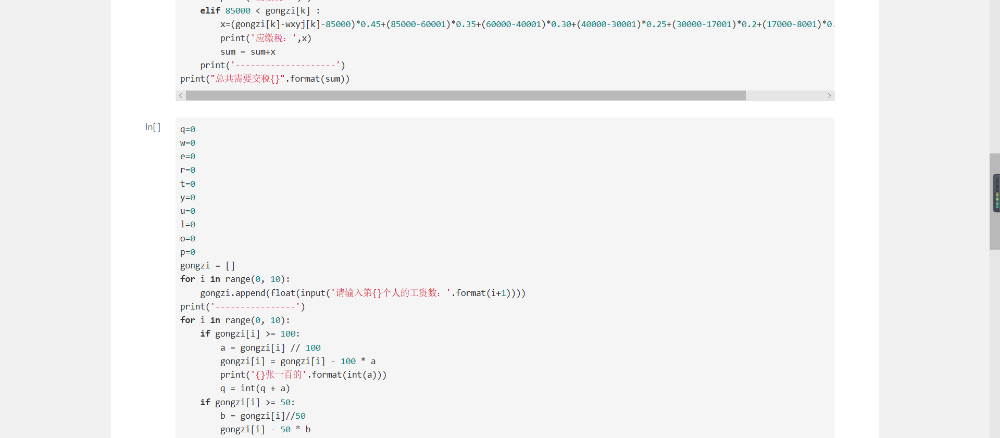 elif 85000 < gongzi[k] :
x=(gongzi[k]-wxyj[k]-85000)*0.45+(85000-60001)*0.35+(60000-40001)*0.30+(40000-30001)*0.25+(30000-17001)*0.2+(17000-8001)*0.
print('应缴税：',x)
sum = sum+x
print('--------------------')
print("总共需要交税{}".format(sum))
In[ ]
q=0
w=0
e=0
r=0
t=0
y=0
u=0
l=0
o=0
p=0
gongzi = []
for i in range(0, 10):
gongzi.append(float(input('请输入第{}个人的工资数：'.format(i+1))))
print('----------------')
for i in range(0, 10):
if gongzi[i] >= 100:
a = gongzi[i] // 100
gongzi[i] = gongzi[i] - 100 * a
print('{}张一百的'.format(int(a)))
q = int(q + a)
if gongzi[i] >= 50:
b = gongzi[i]//50
gongzi[i] - 50 * b